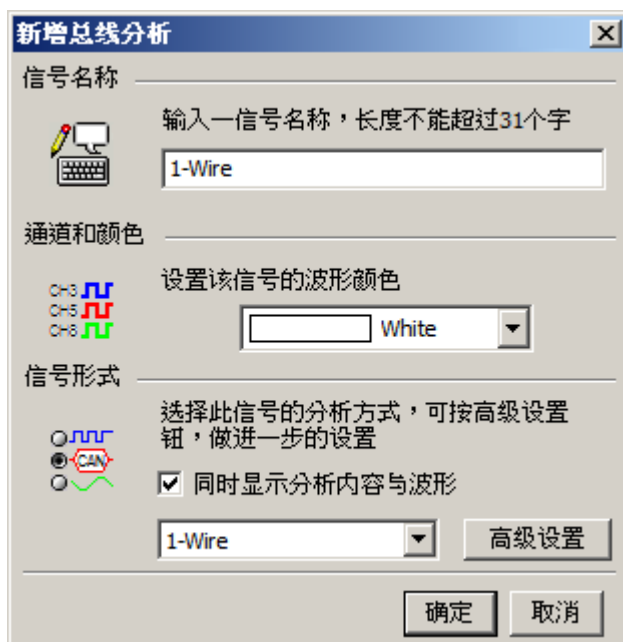 新增总线分析
信号名称
输入一信号名称，长度不能超过31个字
1-Wire
通道和颜色
CH3
CH5
CH8
设置该信号的波形颜色
White
信号形式
选择此信号的分析方式，可按高级设置
钮，做进一步的设置
CAN
同时显示分析内容与波形
1-Wire
高级设置
确定
取消